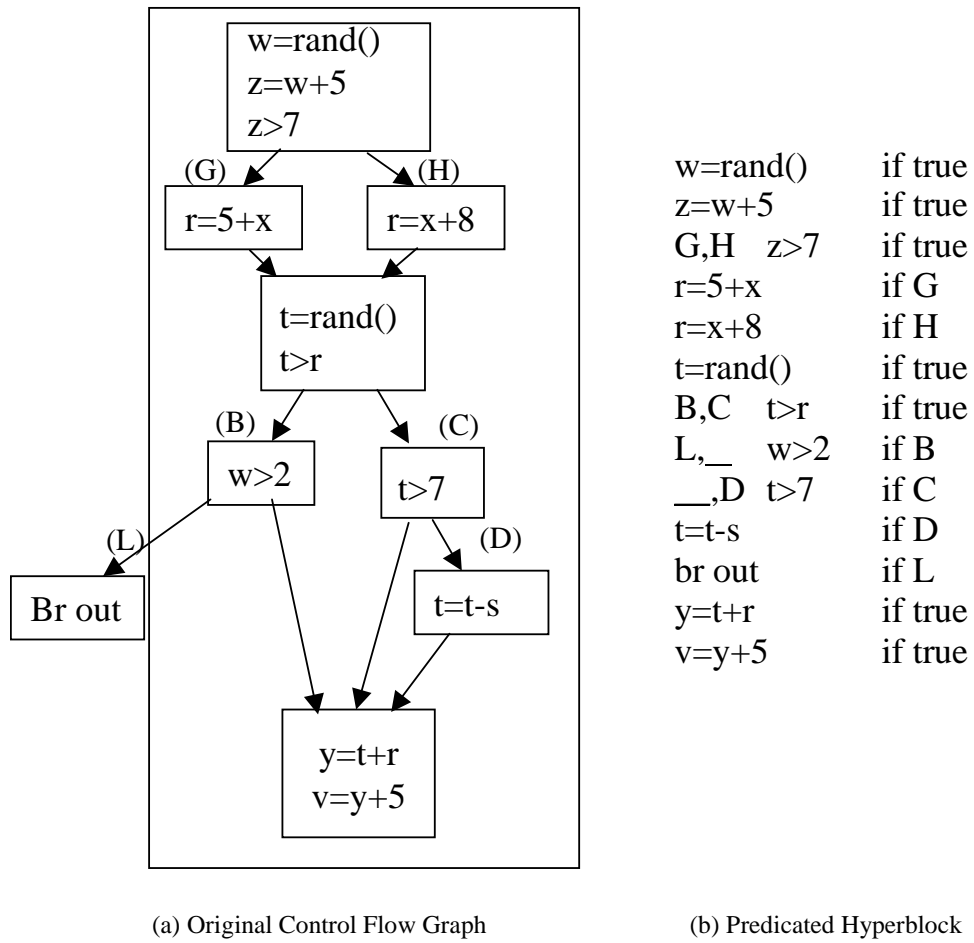 w=rand()
z=w+5
z>7
(G)
(H)
r=5+x
r=x+8
t=rand()
t>r
(B)
(C)
w>2
t>7
(L)
(D)
Br out
t=t-s
y=t+r
v=y+5
(a) Original Control Flow Graph
w=rand() if true
z=w+5 if true
G,H z>7 if true
r=5+x if G
r=x+8 if H
t=rand() if true
B,C t>r if true
L,_ w>2 if B
__,D t>7 if C
t=t-s if D
br out if L
y=t+r if true
v=y+5 if true
(b) Predicated Hyperblock